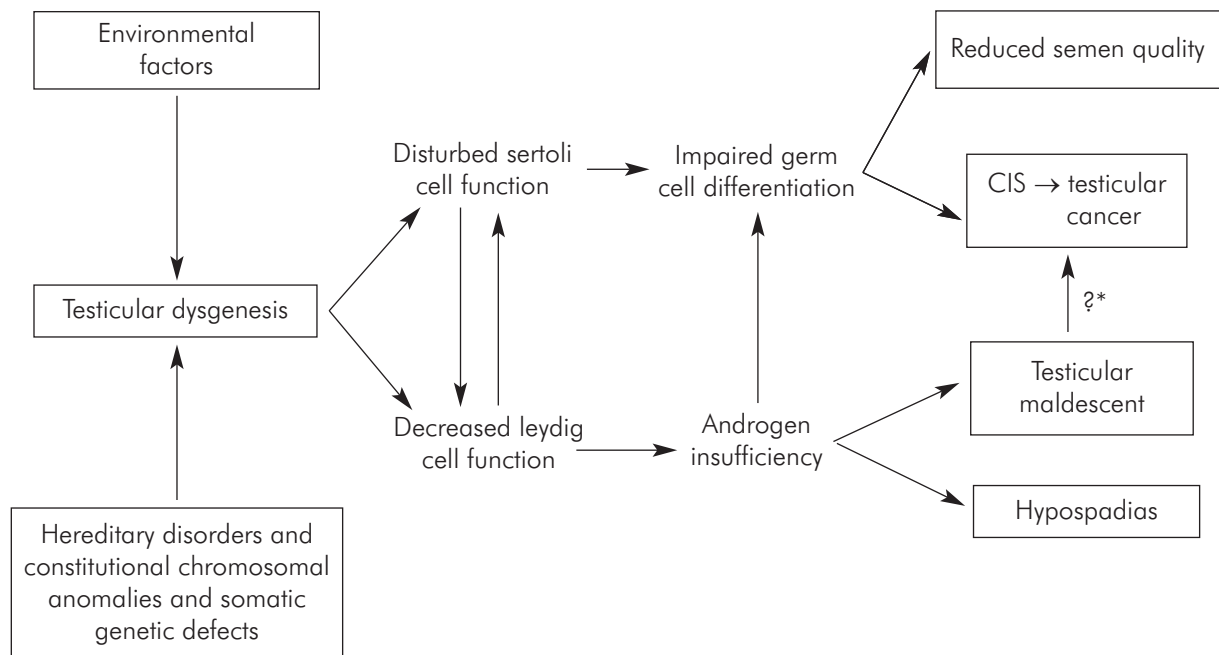 Environmental
factors
Reduced semen quality
Disturbed sertoli
cell function
Impaired germ
cell differentiation
CIS → testicular
cancer
Testicular dysgenesis
?*
Testicular
maldescent
Decreased leydig
cell function
Androgen
insufficiency
Hypospadias
Hereditary disorders and
constitutional chromosomal
anomalies and somatic
genetic defects